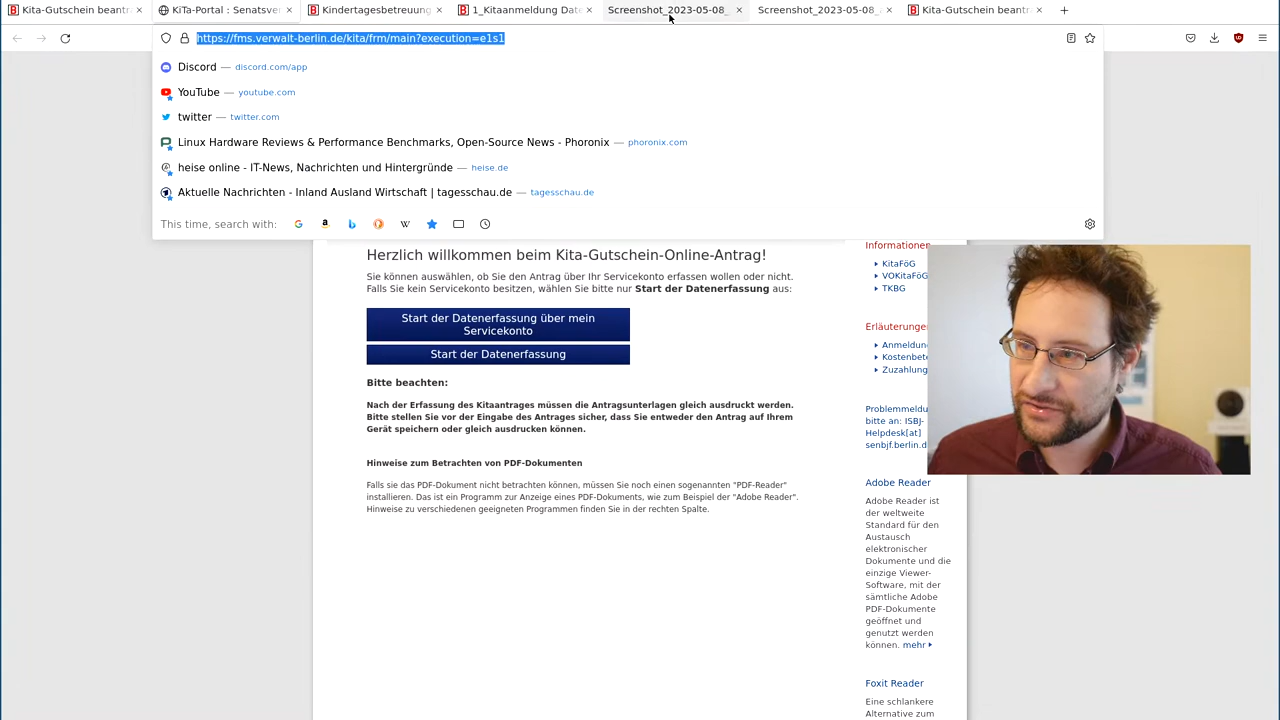 Kita-Gutschein beantr
KiTa-Portal : Senatsver
Kindertagesbetreuung
1_Kitaanmeldung Date
Screenshot_2023-05-08_
Screenshot_2023-05-08_
Kita-Gutschein beantra
https://fms.verwalt-berlin.de/kita/frm/main?execution=e1s1
Discord — discord.com/app
YouTube — youtube.com
twitter — twitter.com
Linux Hardware Reviews & Performance Benchmarks, Open-Source News - Phoronix — phoronix.com
heise online - IT-News, Nachrichten und Hintergründe — heise.de
Aktuelle Nachrichten - Inland Ausland Wirtschaft | tagesschau.de — tagesschau.de
This time, search with:
Herzlich willkommen beim Kita-Gutschein-Online-Antrag!
Sie können auswählen, ob Sie den Antrag über Ihr Servicekonto erfassen wollen oder nicht.
Falls Sie kein Servicekonto besitzen, wählen Sie bitte nur Start der Datenerfassung aus:
Start der Datenerfassung über mein
Servicekonto
Start der Datenerfassung
Bitte beachten:
Nach der Erfassung des Kitaantrages müssen die Antragsunterlagen gleich ausdruckt werden.
Bitte stellen Sie vor der Eingabe des Antrages sicher, dass Sie entweder den Antrag auf Ihrem
Gerät speichern oder gleich ausdrucken können.
Hinweise zum Betrachten von PDF-Dokumenten
Falls sie das PDF-Dokument nicht betrachten können, müssen Sie noch einen sogenannten "PDF-Reader"
installieren. Das ist ein Programm zur Anzeige eines PDF-Dokuments, wie zum Beispiel der "Adobe Reader".
Hinweise zu verschiedenen geeigneten Programmen finden Sie in der rechten Spalte.
Informationen
KitaFöG
VOKitaFöG
TKBG
Erläuterungen
Anmeldun
Kostenbete
Zuzahlung
Problemmeldu
bitte an: ISBJ-
Helpdesk[at]
senbjf.berlin.d
Adobe Reader
Adobe Reader ist
der weltweite
Standard für den
Austausch
elektronischer
Dokumente und die
einzige Viewer-
Software, mit der
sämtliche Adobe
PDF-Dokumente
geöffnet und
genutzt werden
können. mehr
Foxit Reader
Eine schlankere
Alternative zum